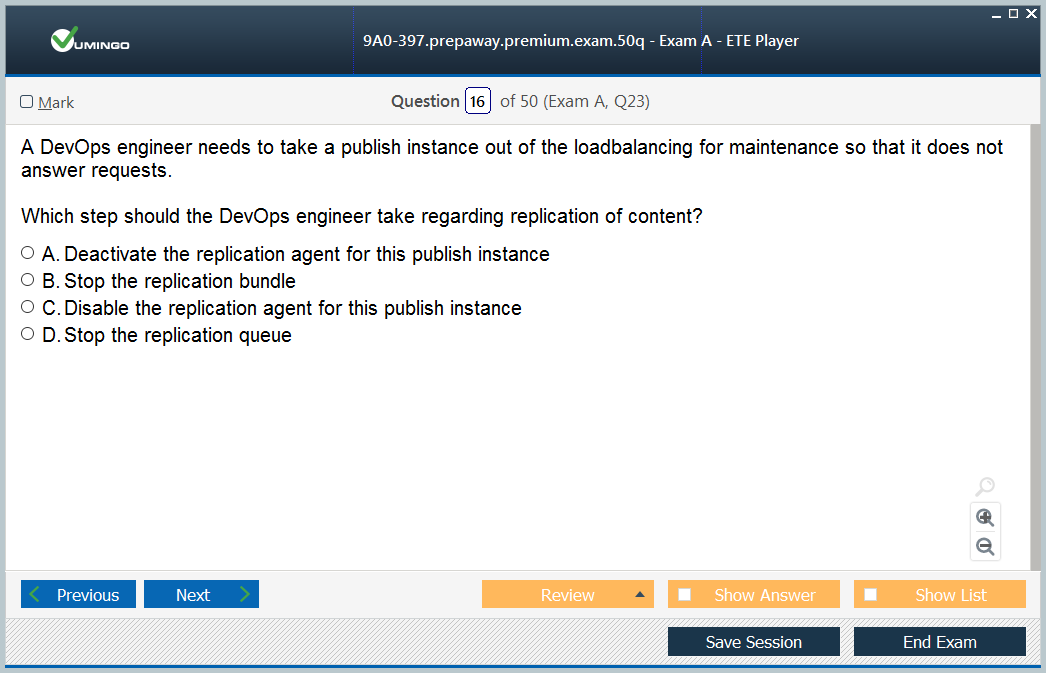 VUMINGO
9A0-397.prepaway.premium.exam.50q - Exam A - ETE Player
Mark
Question 16 of 50 (Exam A, Q23)
A DevOps engineer needs to take a publish instance out of the loadbalancing for maintenance so that it does not
answer requests.
Which step should the DevOps engineer take regarding replication of content?
A. Deactivate the replication agent for this publish instance
B. Stop the replication bundle
C. Disable the replication agent for this publish instance
D. Stop the replication queue
Previous
Next
Review
Show Answer
Show List
Save Session
End Exam